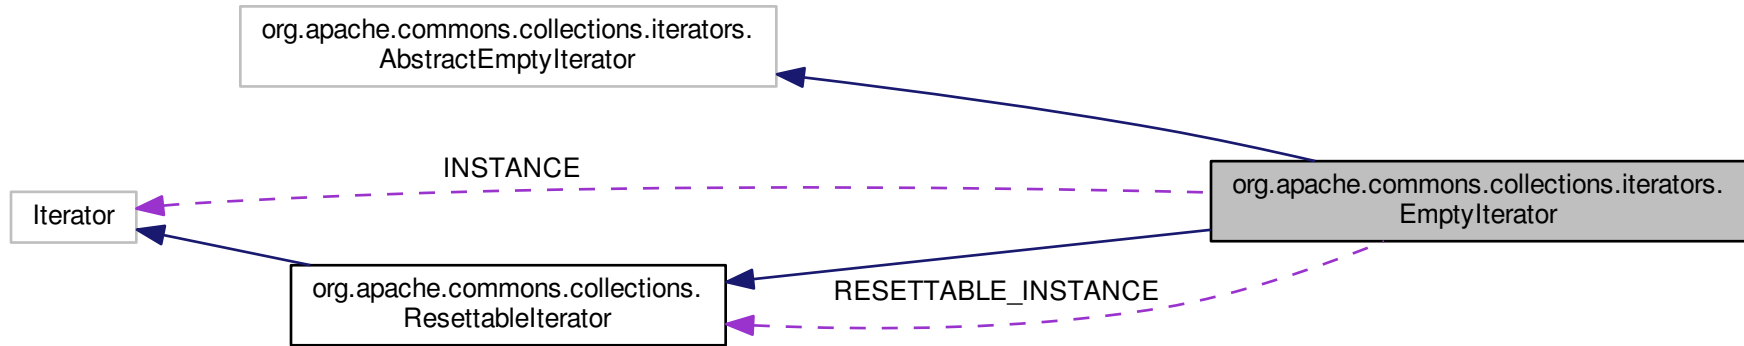 org.apache.commons.collections.iterators.
AbstractEmptyIterator
INSTANCE
org.apache.commons.collections.iterators.
EmptyIterator
Iterator
org.apache.commons.collections.
ResettableIterator
RESETTABLE_INSTANCE